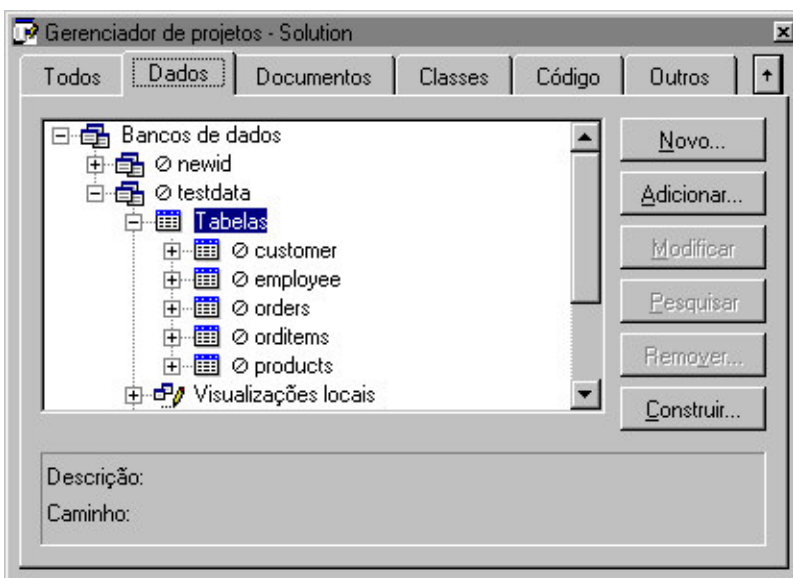 Gerenciador de projetos - Solution
Todos Dados Documentos Classes Código Outros
Bancos de dados
newid
testdata
Tabelas
customer
employee
orders
orditems
products
Visualizações locais
Novo...
Adicionar...
Modificar
Pesquisar
Remover...
Construir...
Descrição:
Caminho: